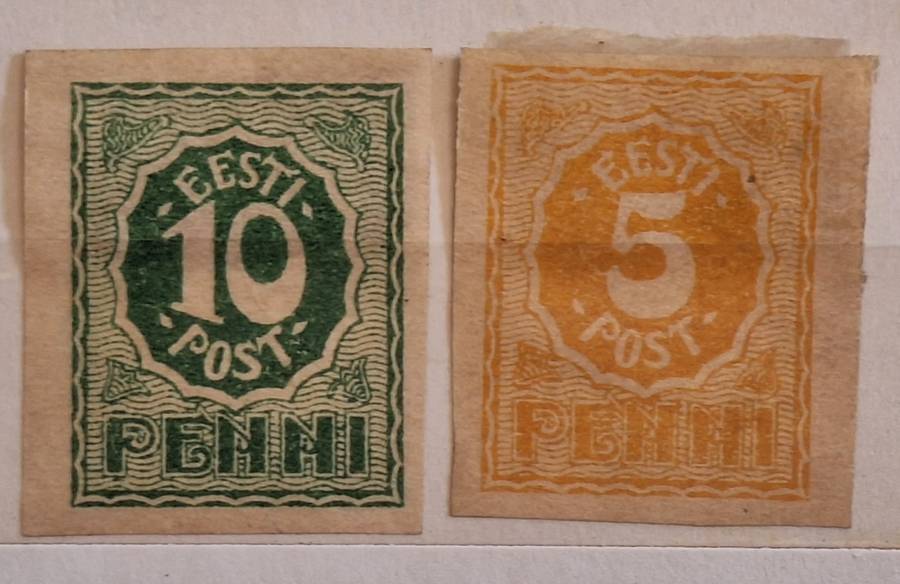 EESTI
10
POST
PENNI
EESTI
5
POST
PENNI